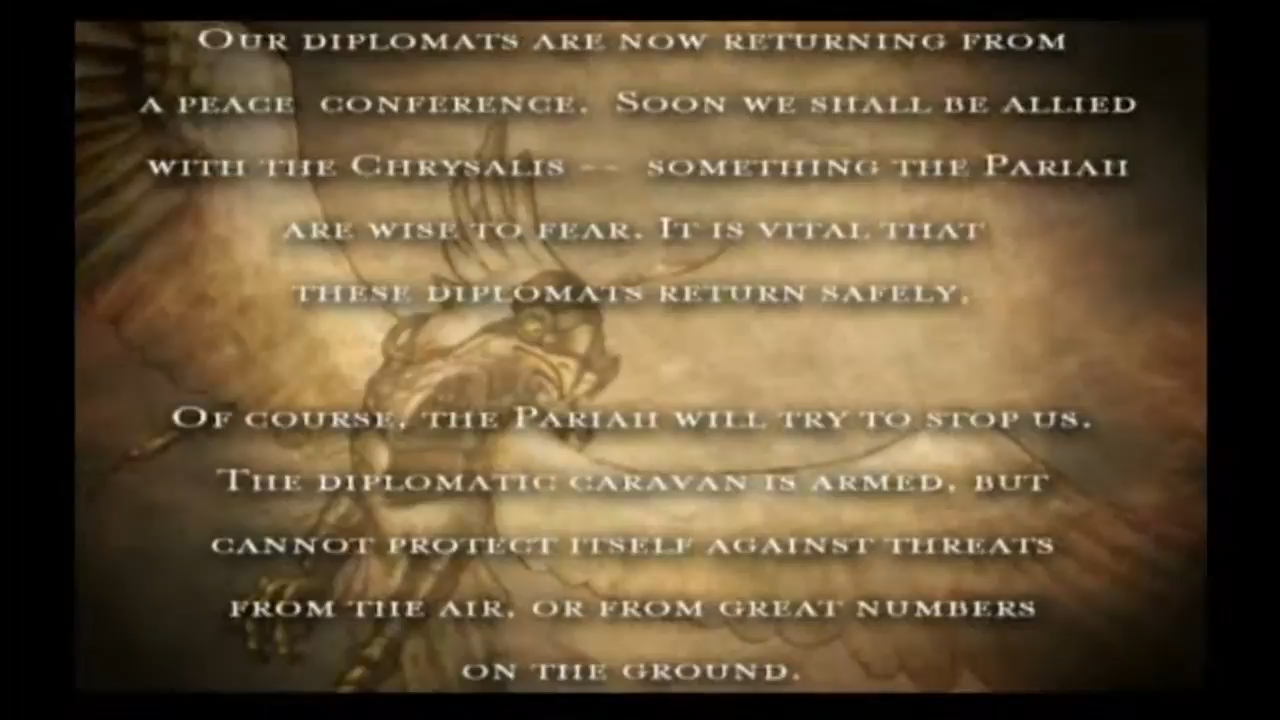 Our diplomats are now returning from
a peace conference. Soon we shall be allied
with the Chrysalis -- something the Pariah
are wise to fear. It is vital that
these diplomats return safely.
Of course, the Pariah will try to stop us.
The diplomatic caravan is armed, but
cannot protect itself against threats
from the air, or from great numbers
on the ground.